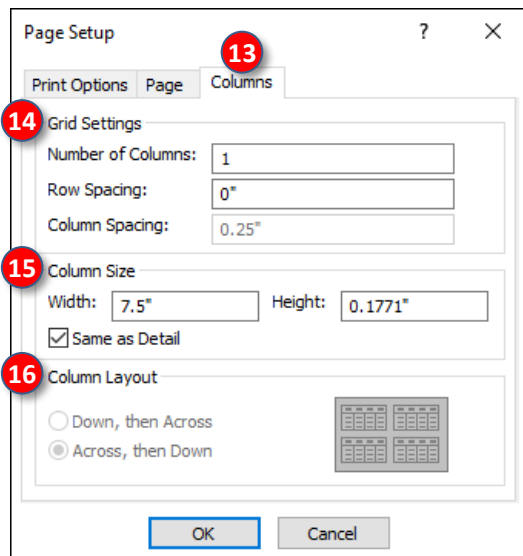 Page Setup ? ×
13
Print Options Page Columns
14 Grid Settings
Number of Columns: 1
Row Spacing: 0"
Column Spacing: 0.25"
15 Column Size
Width: 7.5" Height: 0.1771"
Same as Detail
16 Column Layout
Down, then Across
Across, then Down
OK Cancel